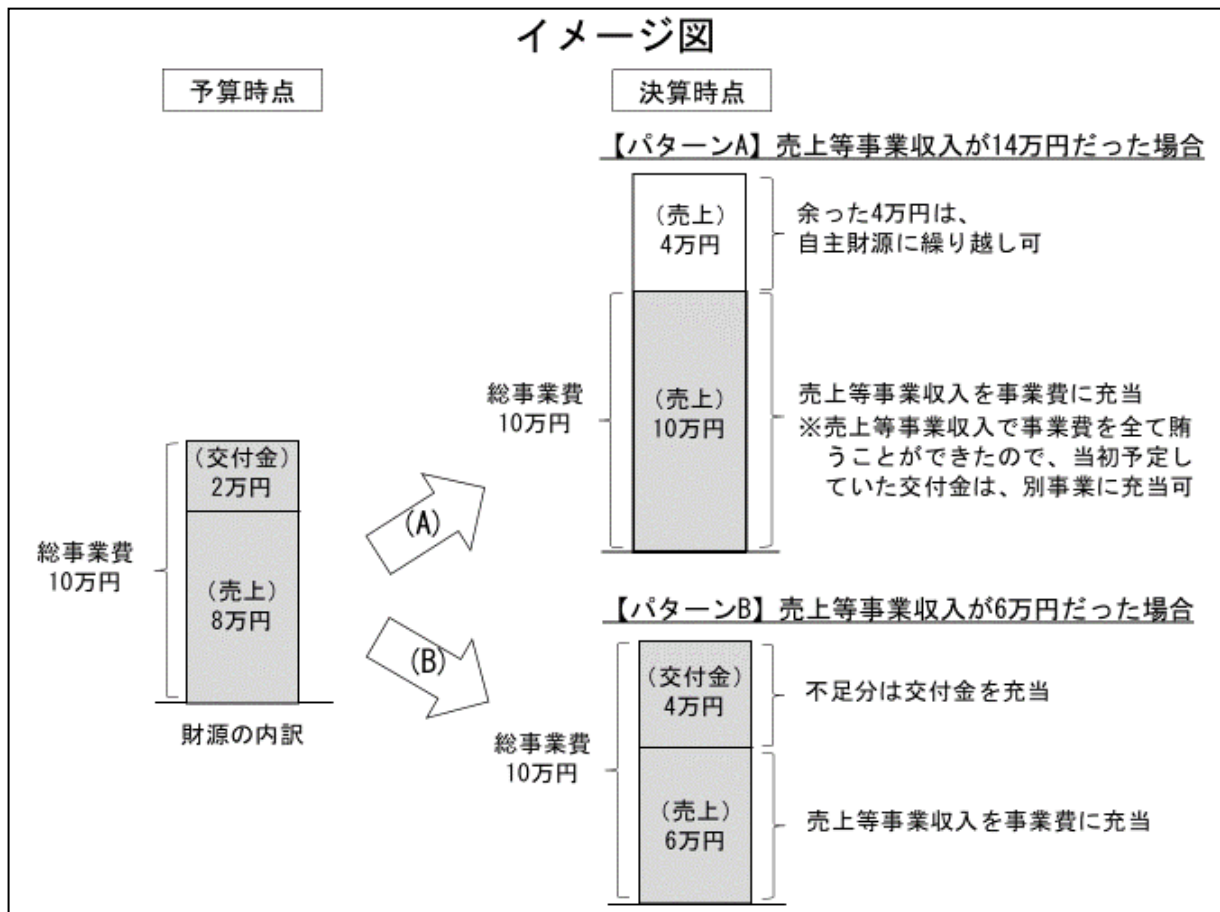 イメージ図
予算時点
(交付金)
2万円
(売上)
8万円
総事業費
10万円
財源の内訳
(A)
(B)
決算時点
【パターンA】売上等事業収入が14万円だった場合
(売上)
4万円
余った4万円は、
自主財源に繰り越し可
総事業費
10万円
(売上)
10万円
売上等事業収入を事業費に充当
※売上等事業収入で事業費を全て賄
うことができたので、当初予定し
ていた交付金は、別事業に充当可
【パターンB】売上等事業収入が6万円だった場合
(交付金)
4万円
不足分は交付金を充当
総事業費
10万円
(売上)
6万円
売上等事業収入を事業費に充当